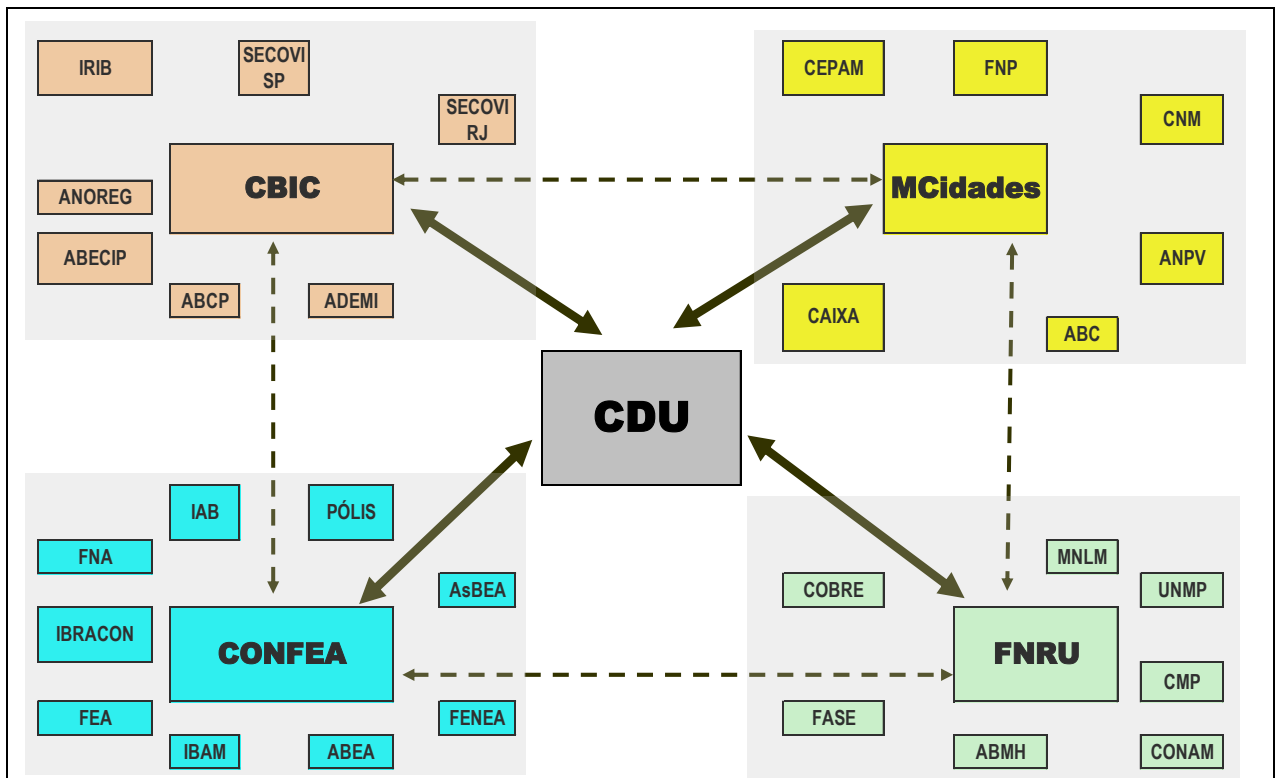 IRIB
SECOVI
SP
SECOVI
RJ
CBIC
ANOREG
ABECIP
ABCP
ADEMI
CEPAM
FNP
CNM
MCidades
ANPV
CAIXA
ABC
CDU
IAB
PÓLIS
FNA
AsBEA
IBRACON
CONFEA
FEA
FENEA
IBAM
ABEA
MNLM
COBRE
UNMP
FNRU
CMP
FASE
ABMH
CONAM